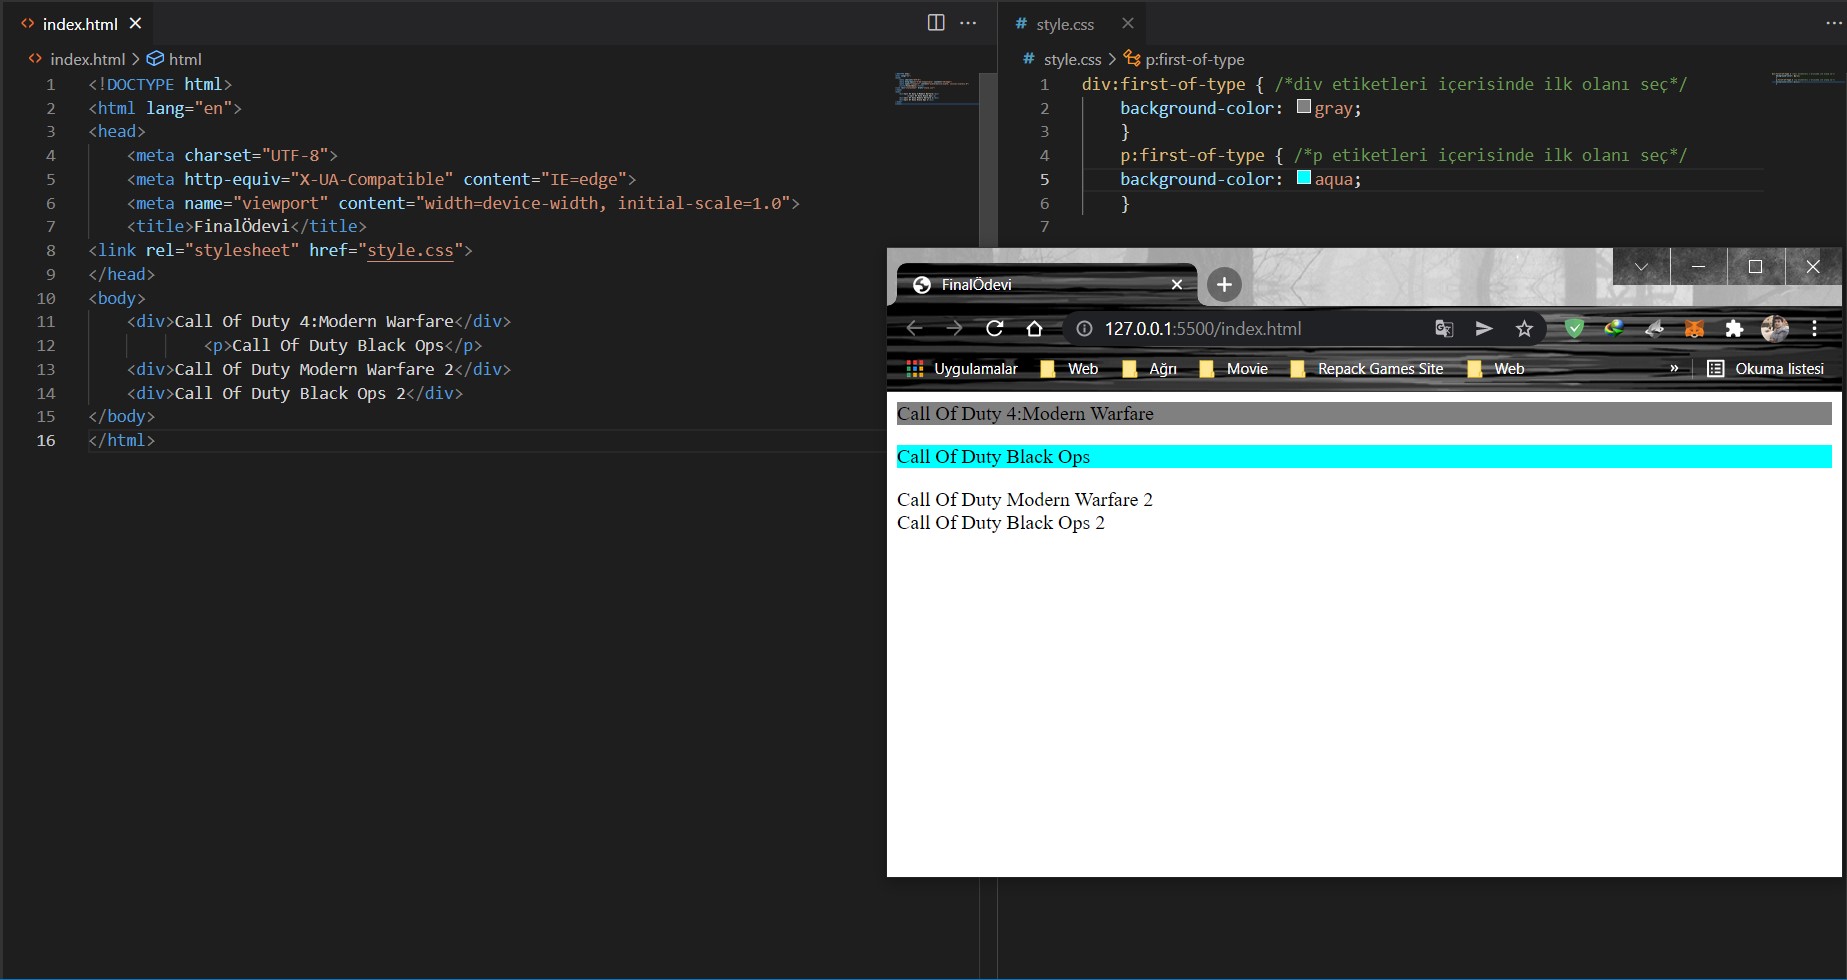 index.html
index.html > html
1 <!DOCTYPE html>
2 <html lang="en">
3 <head>
4 <meta charset="UTF-8">
5 <meta http-equiv="X-UA-Compatible" content="IE=edge">
6 <meta name="viewport" content="width=device-width, initial-scale=1.0">
7 <title>FinalÖdevi</title>
8 <link rel="stylesheet" href="style.css">
9 </head>
10 <body>
11 <div>Call Of Duty 4:Modern Warfare</div>
12 <p>Call Of Duty Black Ops</p>
13 <div>Call Of Duty Modern Warfare 2</div>
14 <div>Call Of Duty Black Ops 2</div>
15 </body>
16 </html>
# style.css
# style.css > p:first-of-type
1 div:first-of-type { /*div etiketleri içerisinde ilk olanı seç*/
2 background-color: gray;
3 }
4 p:first-of-type { /*p etiketleri içerisinde ilk olanı seç*/
5 background-color: aqua;
6 }
7
FinalÖdevi
127.0.0.1:5500/index.html
Uygulamalar Web Ağrı Movie Repack Games Site Web » Okuma listesi
Call Of Duty 4:Modern Warfare
Call Of Duty Black Ops
Call Of Duty Modern Warfare 2
Call Of Duty Black Ops 2